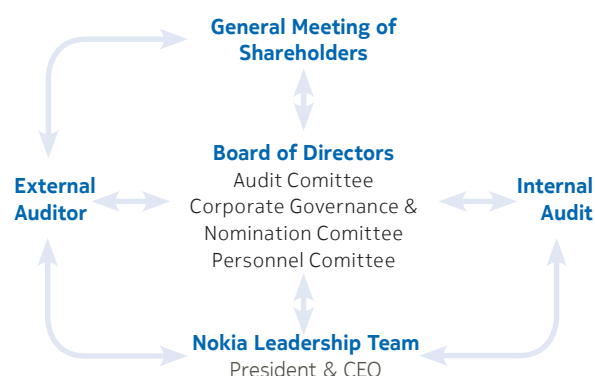 General Meeting of
Shareholders
Board of Directors
Audit Comittee
Corporate Governance &
Nomination Comittee
Personnel Comittee
External
Auditor
Internal
Audit
Nokia Leadership Team
President & CEO